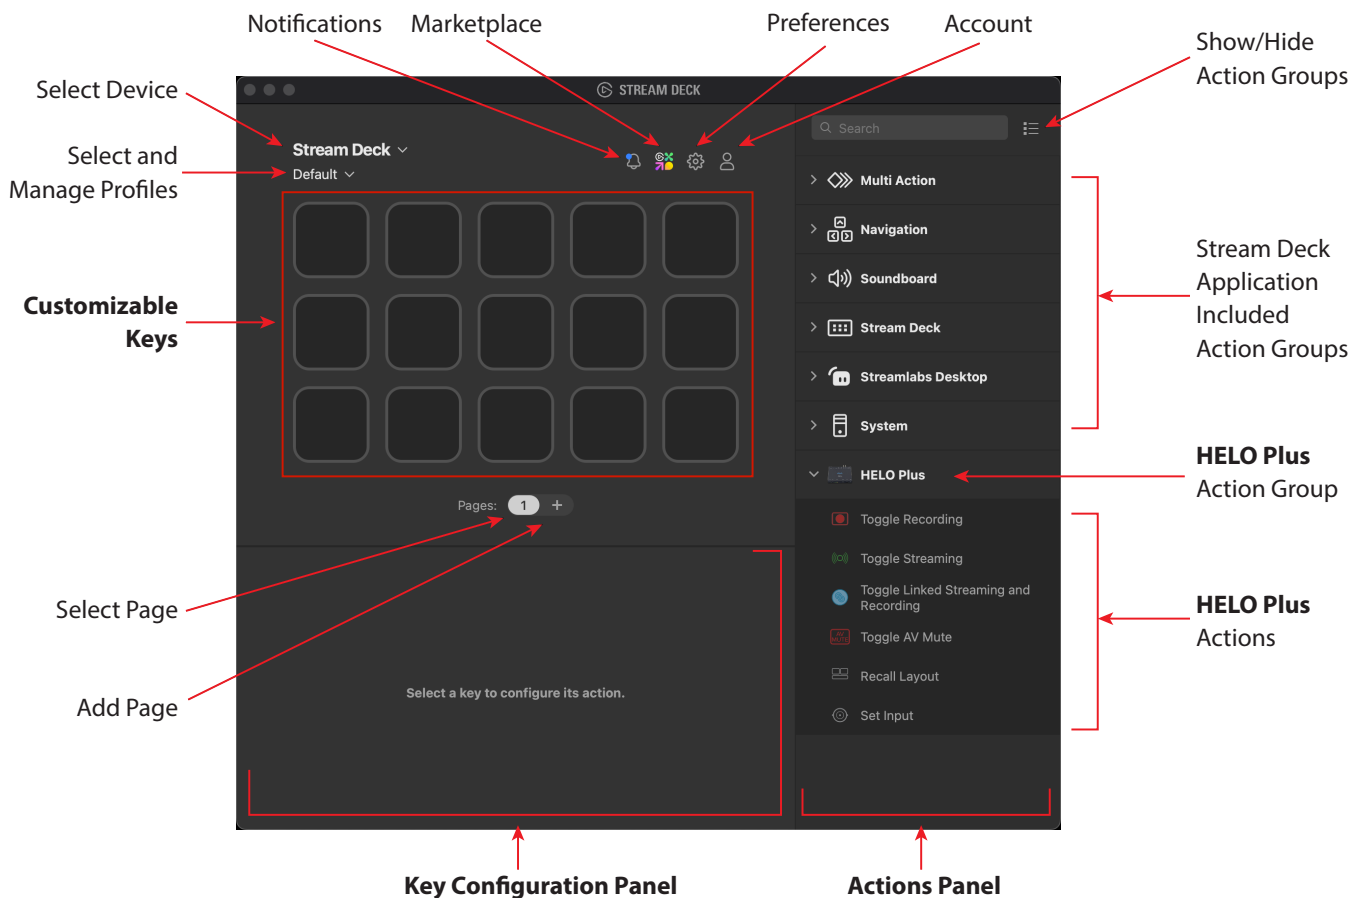 Notifications
Marketplace
Preferences
Account
Show/Hide
Action Groups
Select Device
Select and
Manage Profiles
Customizable
Keys
Select Page
Add Page
STREAM DECK
Stream Deck
Default
Pages: 1 +
Select a key to configure its action.
Search
Multi Action
Navigation
Soundboard
Stream Deck
Streamlabs Desktop
System
HELO Plus
Toggle Recording
Toggle Streaming
Toggle Linked Streaming and
Recording
AV
MUTE
Toggle AV Mute
Recall Layout
Set Input
Stream Deck
Application
Included
Action Groups
HELO Plus
Action Group
HELO Plus
Actions
Key Configuration Panel
Actions Panel